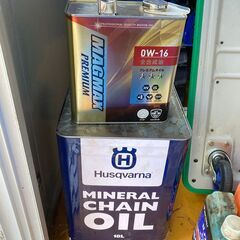 MAGMAX
PREMIUM
0W-16
全合成油
Husqvarna
MINERAL
CHAIN
OIL
18L